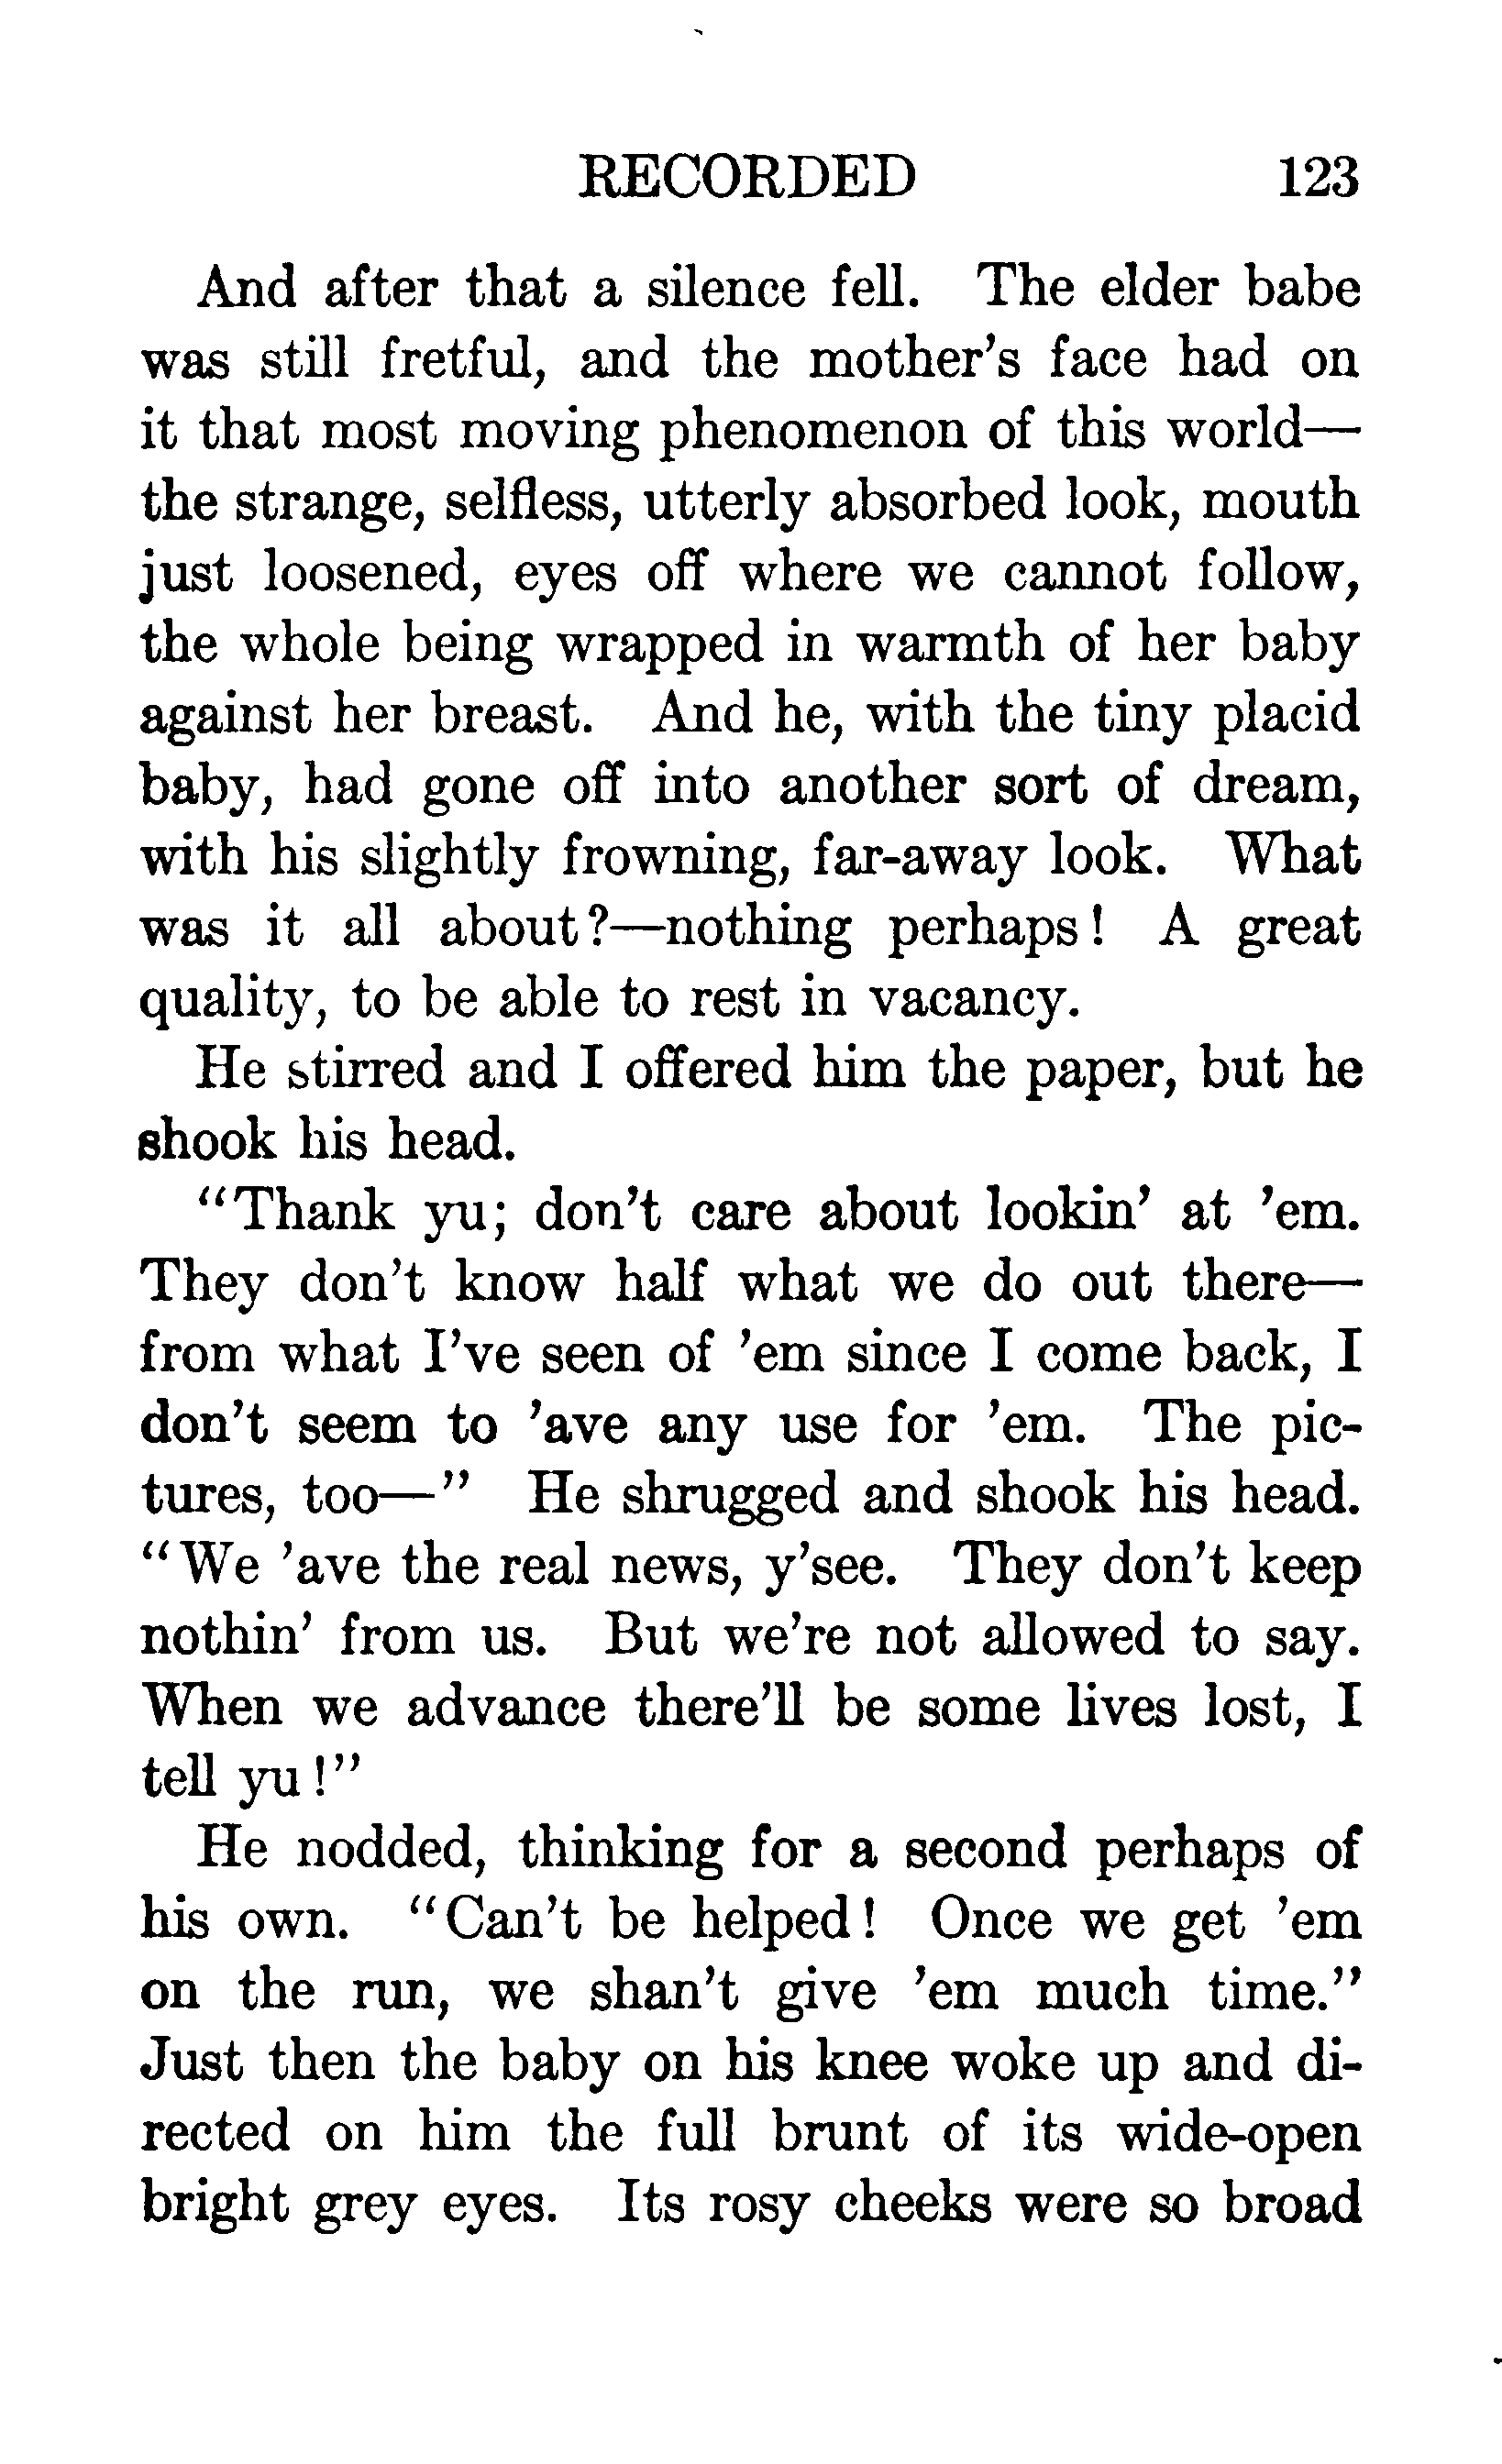 RECORDED 123
And after that a silence fell. The elder babe
was still fretful, and the mother's face had on
it that most moving phenomenon of this world—
the strange, selfless, utterly absorbed look, mouth
just loosened, eyes off where we cannot follow,
the whole being wrapped in warmth of her baby
against her breast. And he, with the tiny placid
baby, had gone off into another sort of dream,
with his slightly frowning, far-away look. What
was it all about?—nothing perhaps! A great
quality, to be able to rest in vacancy.
He stirred and I offered him the paper, but he
shook his head.
"Thank yu; don't care about lookin' at 'em.
They don't know half what we do out there—
from what I've seen of 'em since I come back, I
don't seem to 'ave any use for 'em. The pic-
tures, too—" He shrugged and shook his head.
"We 'ave the real news, y'see. They don't keep
nothin' from us. But we're not allowed to say.
When we advance there'll be some lives lost, I
tell yu!"
He nodded, thinking for a second perhaps of
his own. "Can't be helped! Once we get 'em
on the run, we shan't give 'em much time."
Just then the baby on his knee woke up and di-
rected on him the full brunt of its wide-open
bright grey eyes. Its rosy cheeks were so broad